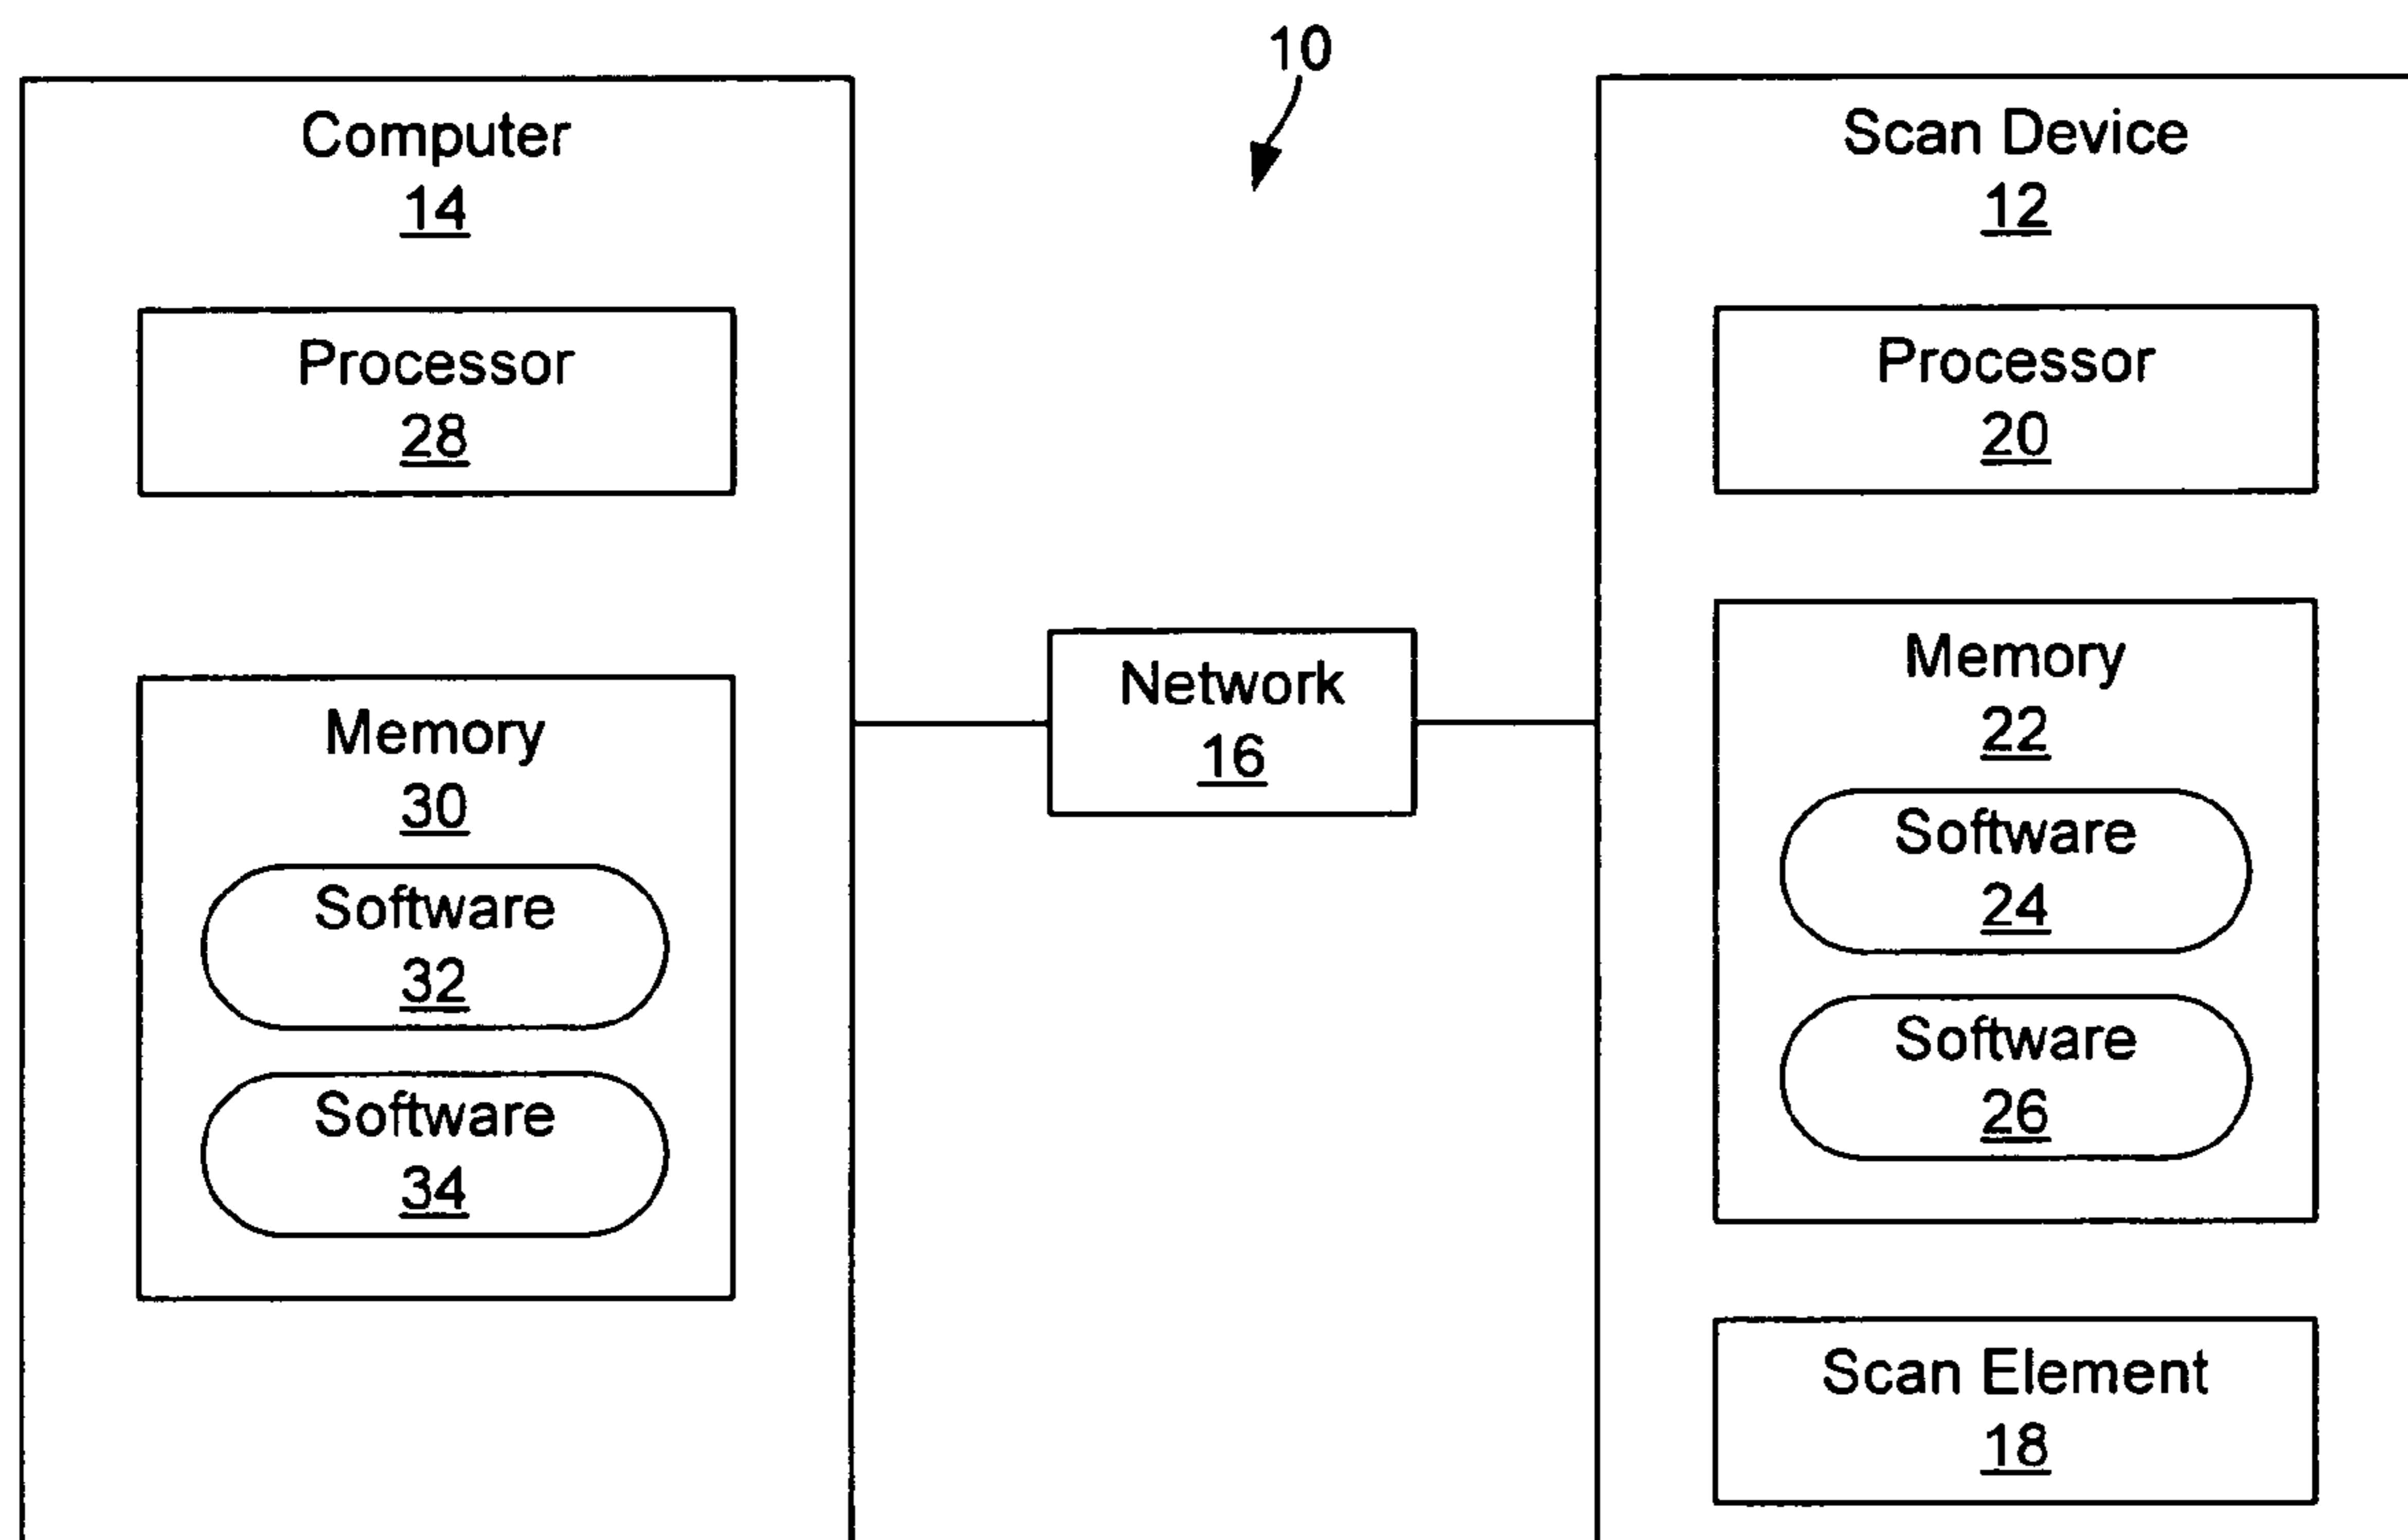 10
Computer
14
Processor
28
Memory
30
Software
32
Software
34
Network
16
Scan Device
12
Processor
20
Memory
22
Software
24
Software
26
Scan Element
18